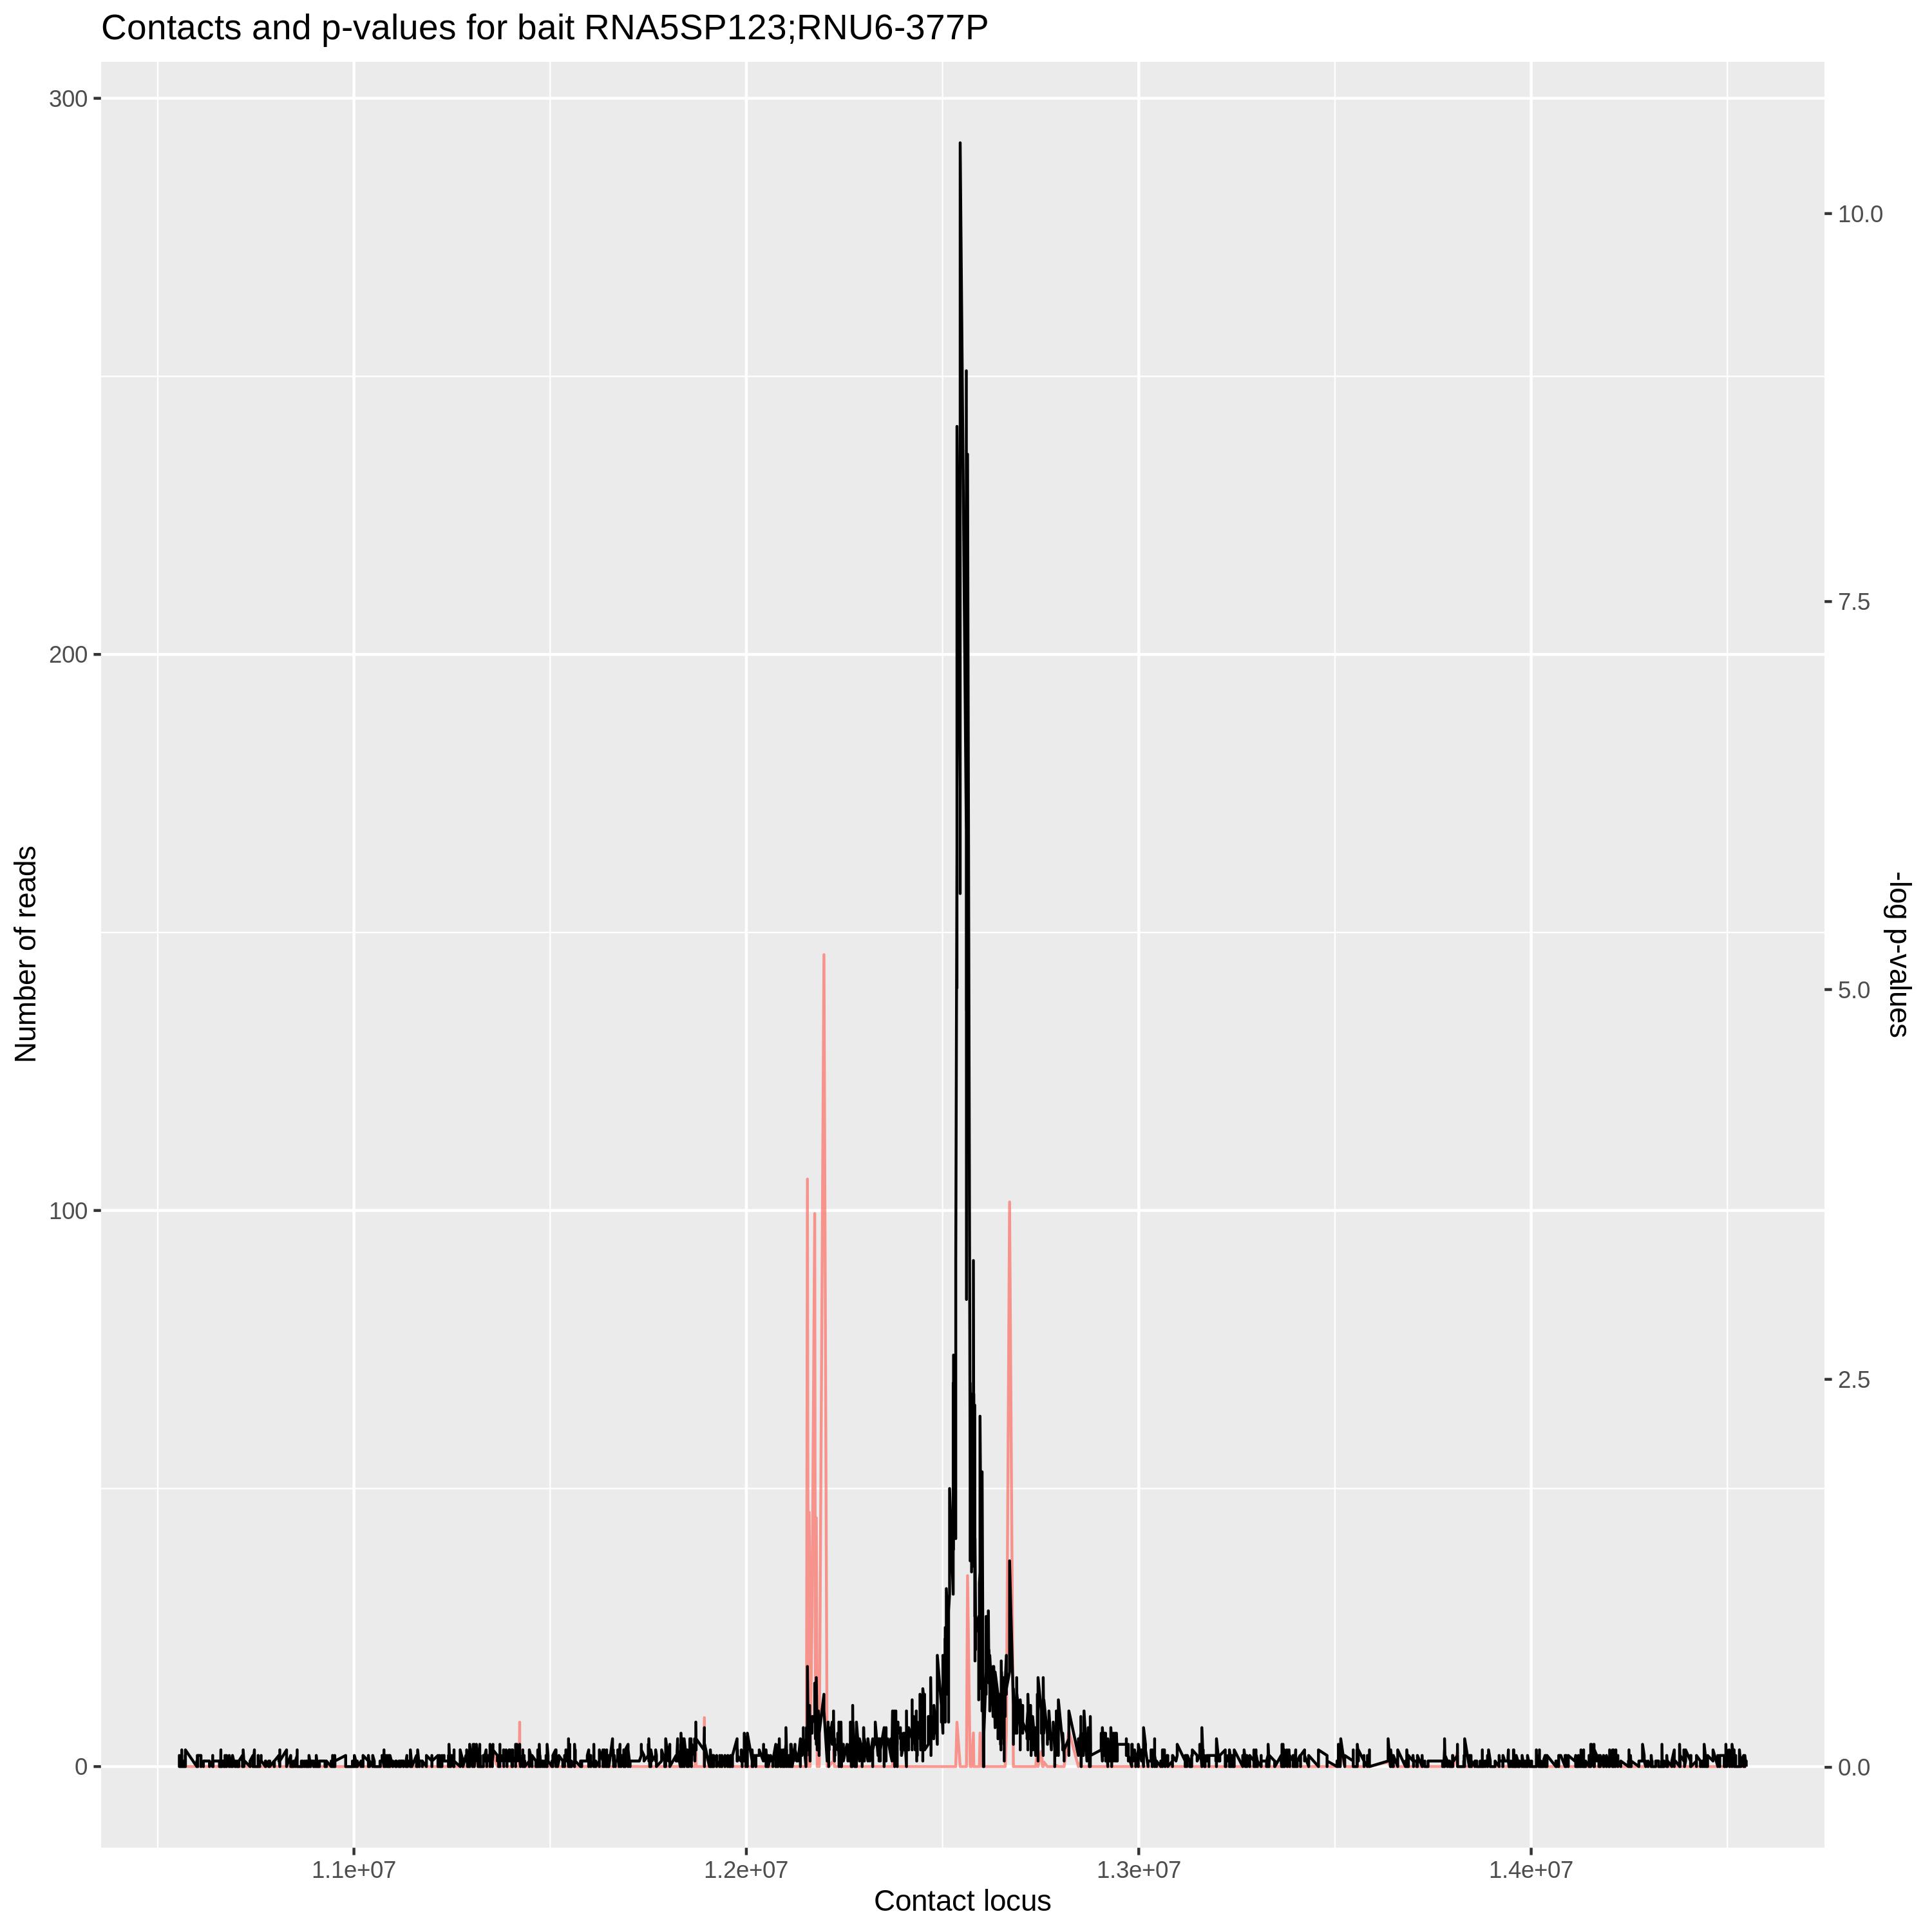 Contacts and p-values for bait RNA5SP123;RNU6-377P
300
200
100
0
Number of reads
10.0
7.5
5.0
2.5
0.0
-log p-values
1.1e+07
1.2e+07
1.3e+07
1.4e+07
Contact locus